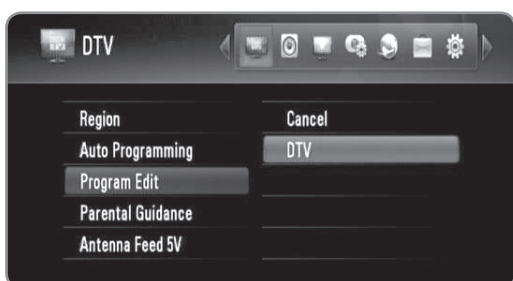 DTV
Region
Auto Programming
Program Edit
Parental Guidance
Antenna Feed 5V
Cancel
DTV